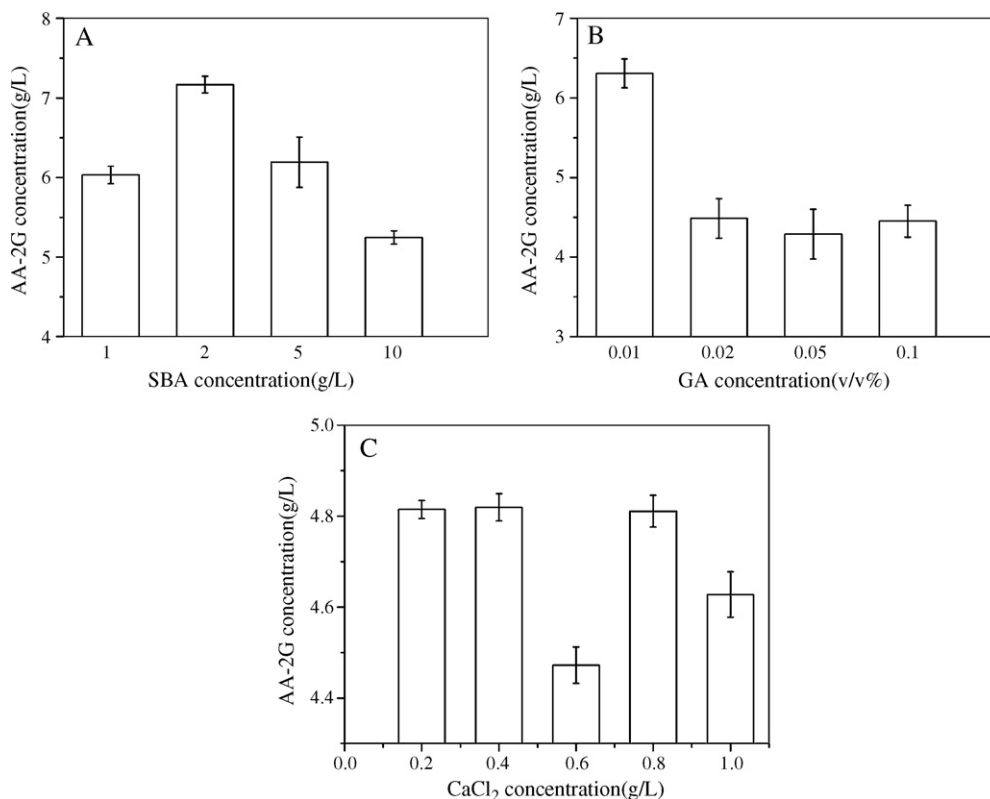 A
AA-2G concentration(g/L)
8
7
6
5
4
1 2 5 10
SBA concentration(g/L)
B
AA-2G concentration(g/L)
7
6
5
4
3
0.01 0.02 0.05 0.1
GA concentration(v/v%)
C
AA-2G concentration(g/L)
5.0
4.8
4.6
4.4
0.0 0.2 0.4 0.6 0.8 1.0
CaCl₂ concentration(g/L)